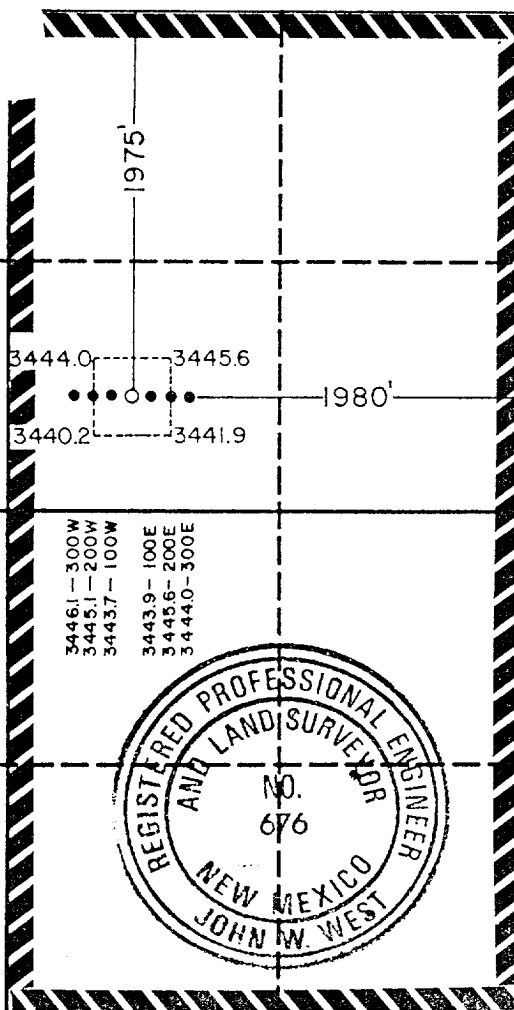 1975'
3444.0
3445.6
1980'
3440.2
3441.9
3446.1 — 300W
3445.1 — 200W
3443.7 — 100W
3443.9 - 100E
3445.6 - 200E
3444.0 - 300E
REGISTERED PROFESSIONAL ENGINEER
AND LAND SURVEYOR
NO.
676
NEW MEXICO
JOHN W. WEST